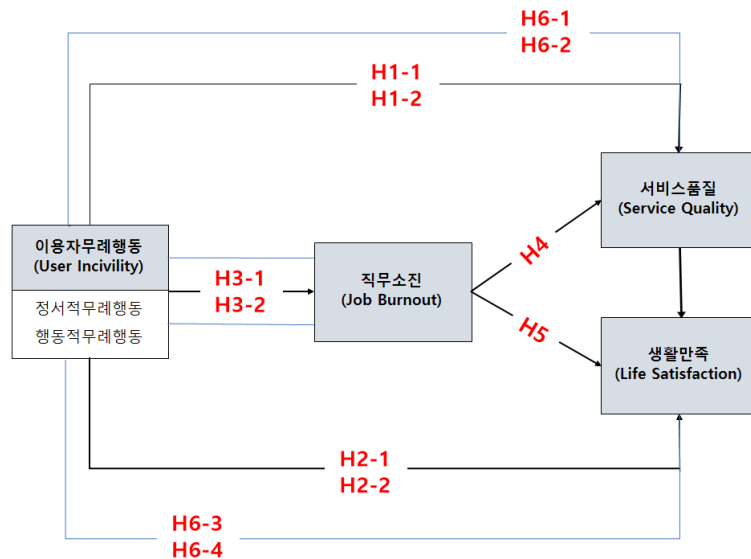 H6-1
H6-2
H1-1
H1-2
서비스품질
(Service Quality)
이용자무례행동
(User Incivility)
정서적무례행동
행동적무례행동
H3-1
H3-2
직무소진
(Job Burnout)
H4
H5
생활만족
(Life Satisfaction)
H2-1
H2-2
H6-3
H6-4